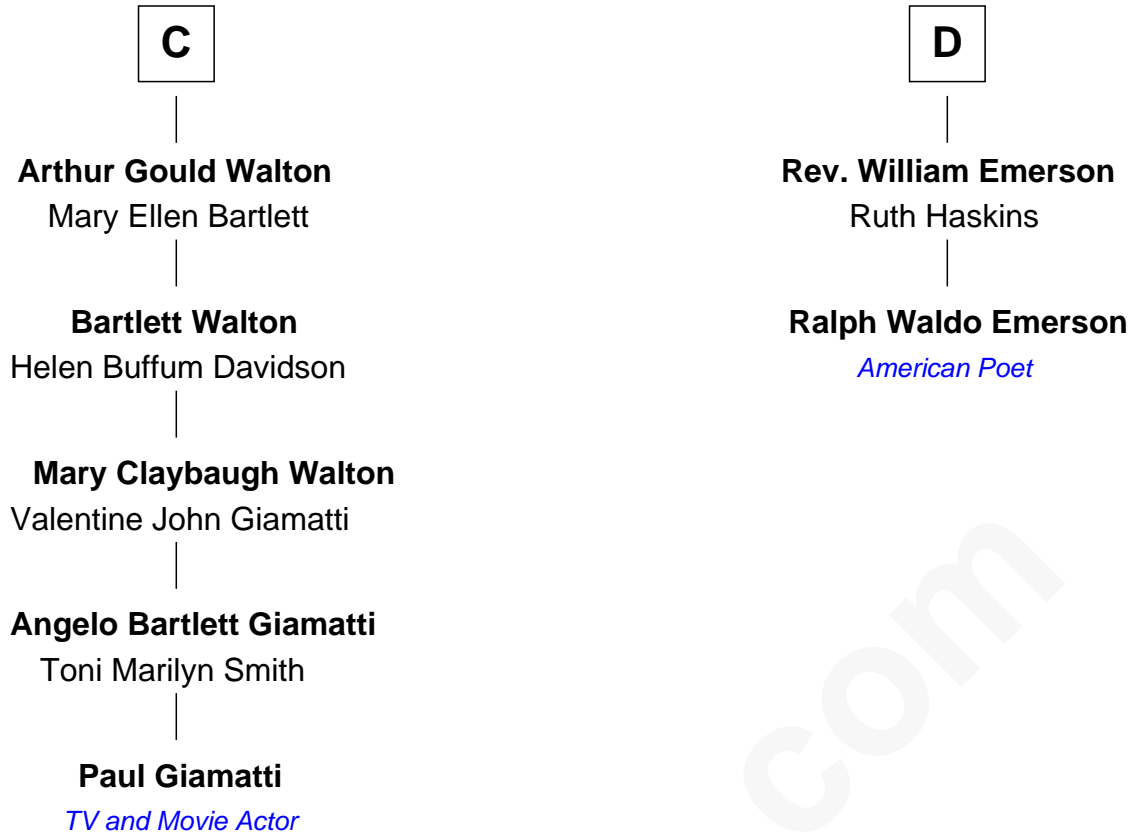 C
Arthur Gould Walton
Mary Ellen Bartlett
Bartlett Walton
Helen Buffum Davidson
Mary Claybaugh Walton
Valentine John Giamatti
Angelo Bartlett Giamatti
Toni Marilyn Smith
Paul Giamatti
TV and Movie Actor
D
Rev. William Emerson
Ruth Haskins
Ralph Waldo Emerson
American Poet
com